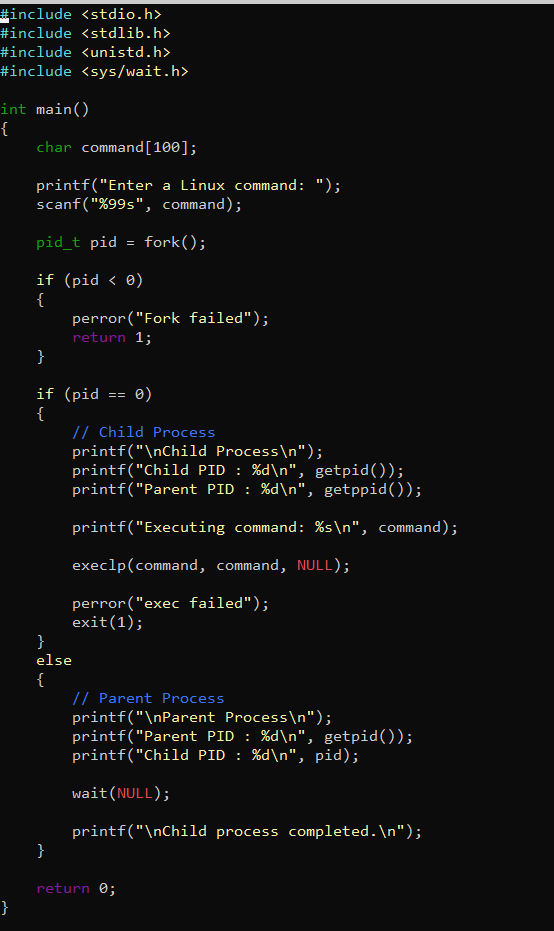 #include <stdio.h>
#include <stdlib.h>
#include <unistd.h>
#include <sys/wait.h>

int main()
{
    char command[100];

    printf("Enter a Linux command: ");
    scanf("%99s", command);

    pid_t pid = fork();

    if (pid < 0)
    {
        perror("Fork failed");
        return 1;
    }

    if (pid == 0)
    {
        // Child Process
        printf("\nChild Process\n");
        printf("Child PID : %d\n", getpid());
        printf("Parent PID : %d\n", getppid());

        printf("Executing command: %s\n", command);

        execlp(command, command, NULL);

        perror("exec failed");
        exit(1);
    }
    else
    {
        // Parent Process
        printf("\nParent Process\n");
        printf("Parent PID : %d\n", getpid());
        printf("Child PID : %d\n", pid);

        wait(NULL);

        printf("\nChild process completed.\n");
    }

    return 0;
}